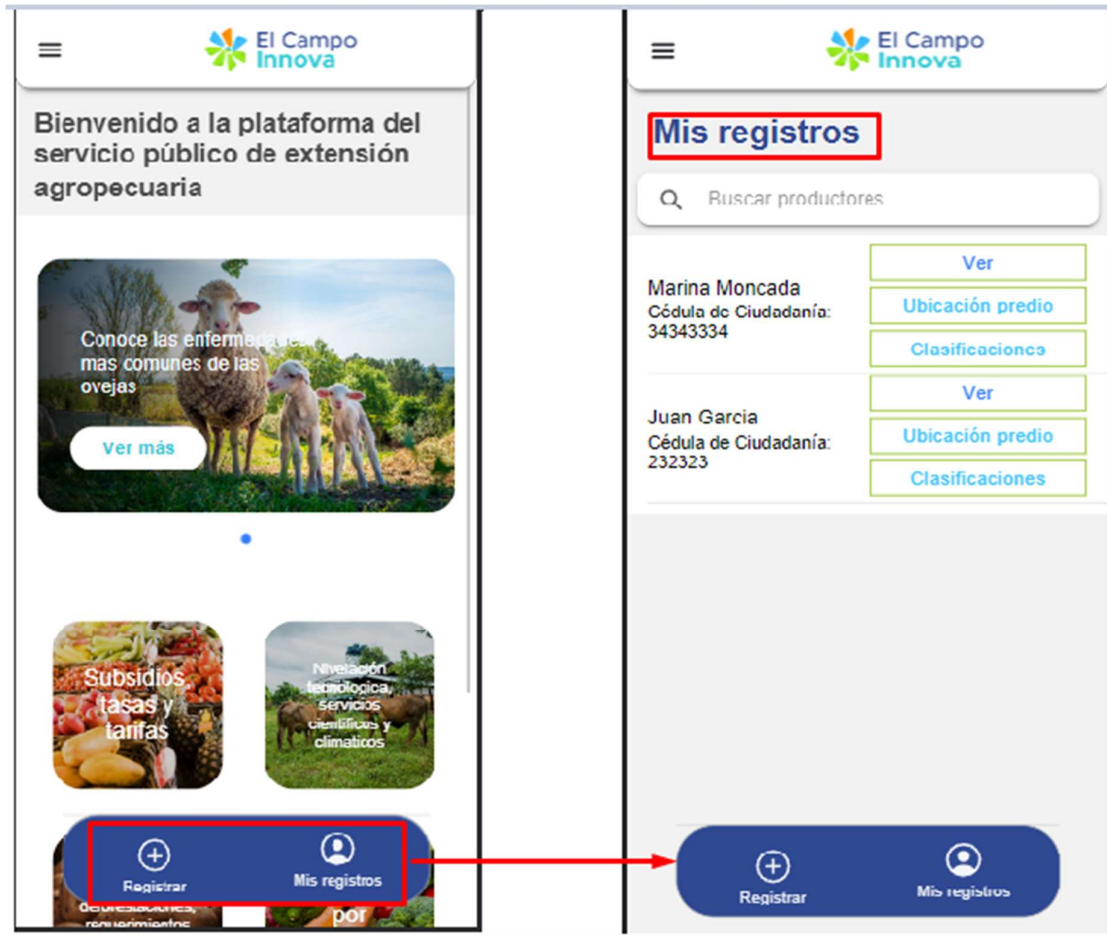 El Campo
Innova
Bienvenido a la plataforma del
servicio público de extensión
agropecuaria
Conoce las enfermedades
mas comunes de las
ovejas
Ver más
Subsidios,
tasas y
tarifas
Nivelación
tecnologica,
servicios
cientificos y
climaticos
deforestaciones,
requerimientos
por
Registrar
Mis registros
El Campo
Innova
Mis registros
Buscar productores
Marina Moncada
Cédula de Ciudadanía:
34343334
Ver
Ubicación predio
Clasificaciones
Juan Garcia
Cédula de Ciudadanía:
232323
Ver
Ubicación predio
Clasificaciones
Registrar
Mis registros